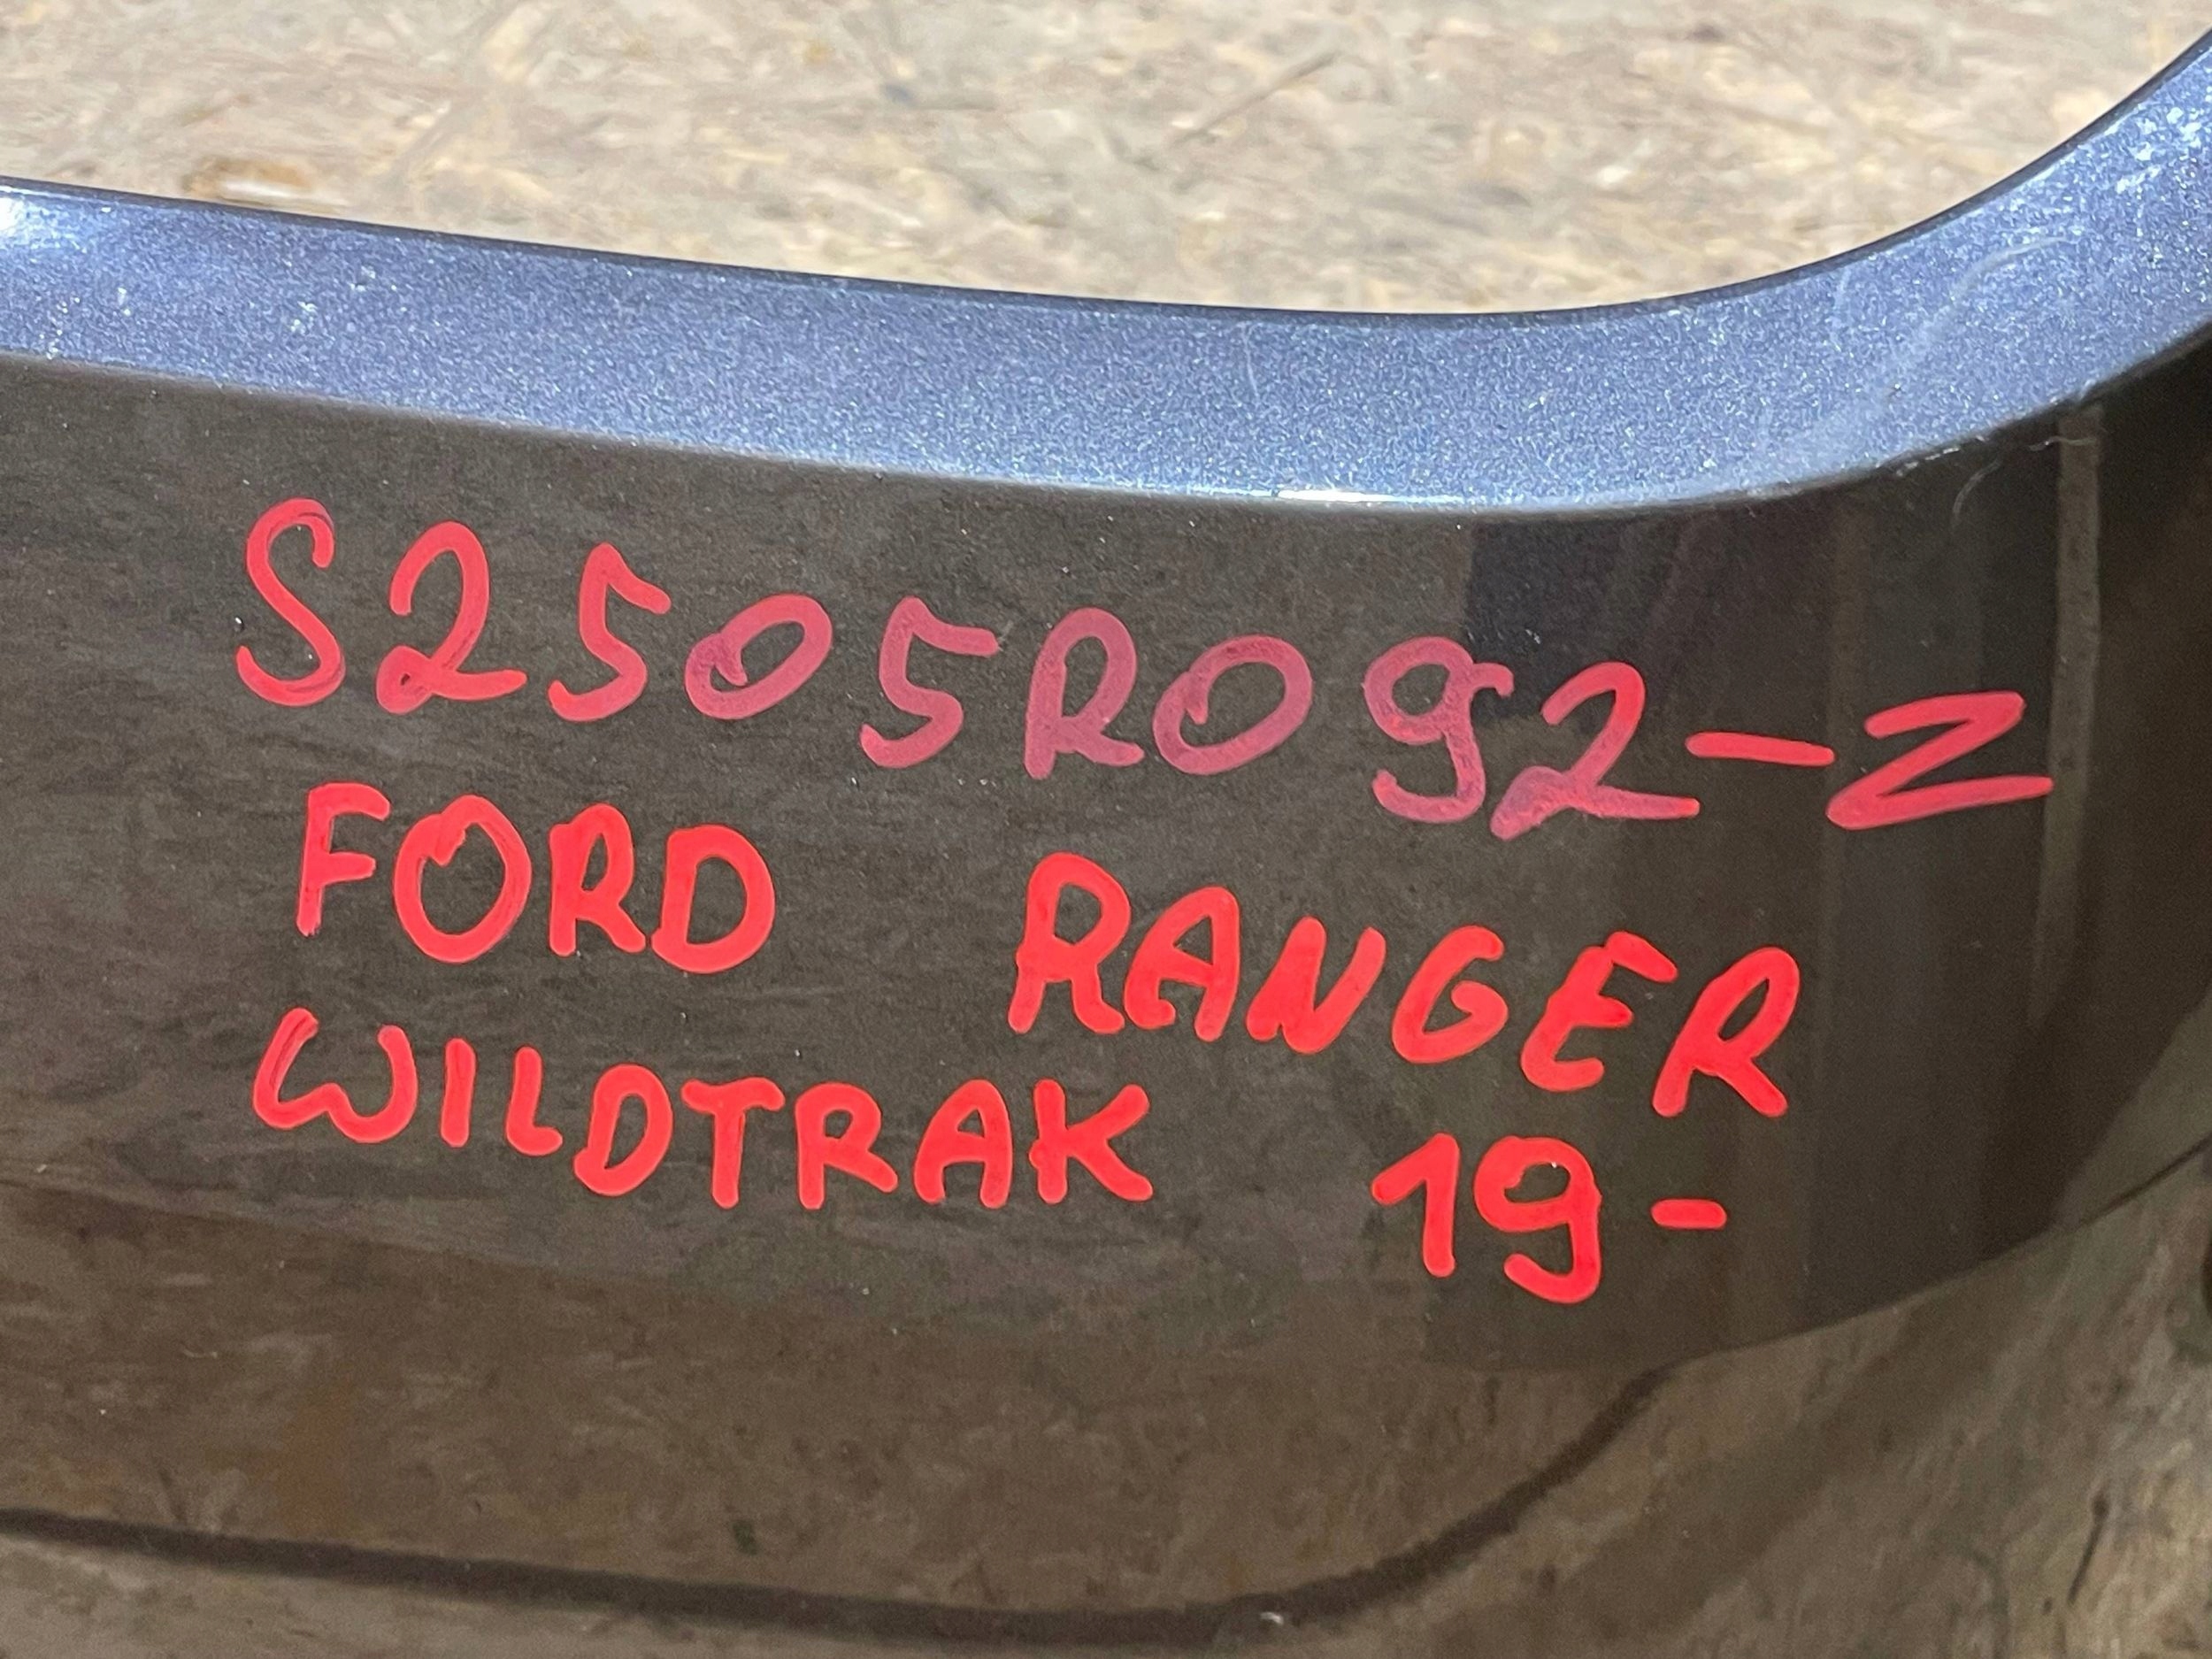 S2505R092-Z
FORD RANGER
WILDTRAK 19-